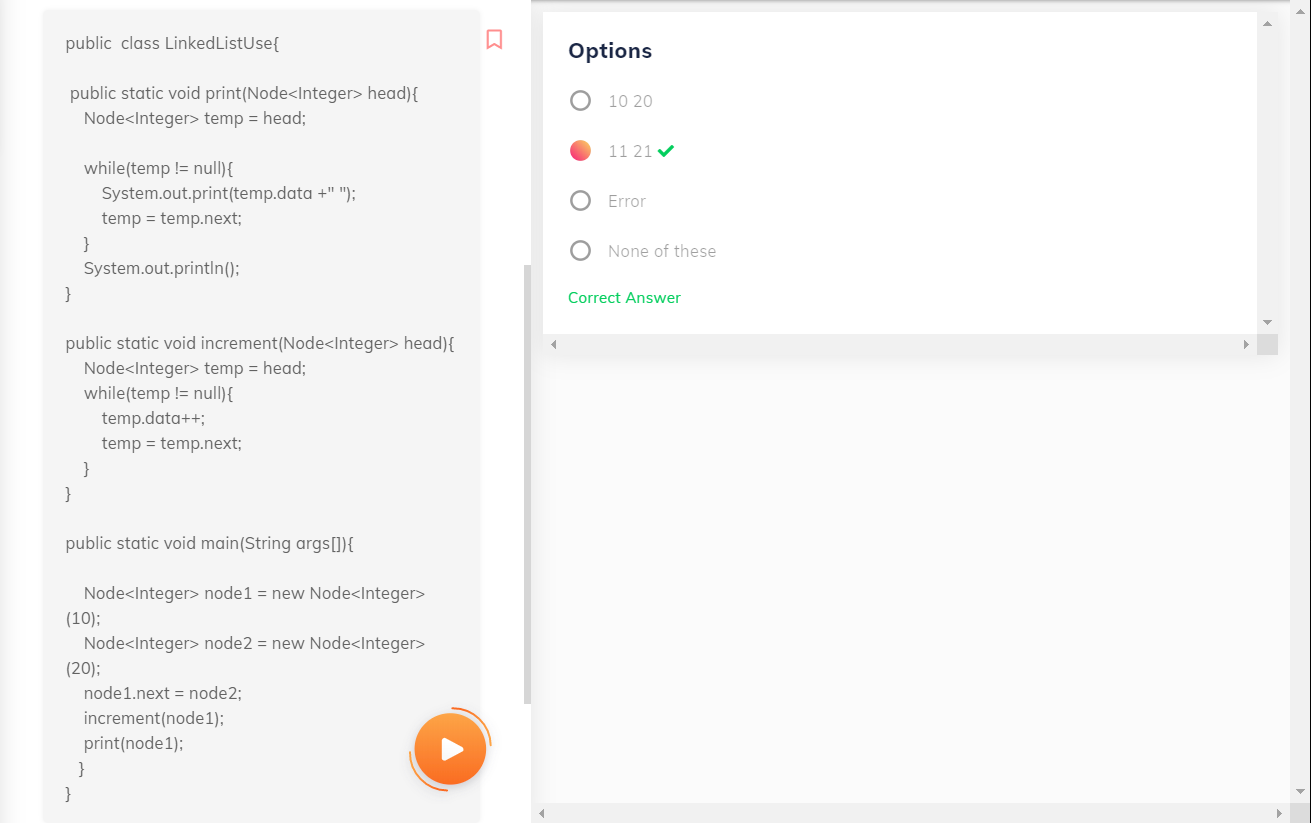 public  class LinkedListUse{
public static void print(Node<Integer> head){
Node<Integer> temp = head;
while(temp != null){
System.out.print(temp.data +" ");
temp = temp.next;
}
System.out.println();
}
public static void increment(Node<Integer> head){
Node<Integer> temp = head;
while(temp != null){
temp.data++;
temp = temp.next;
}
}
public static void main(String args[]){
Node<Integer> node1 = new Node<Integer>
(10);
Node<Integer> node2 = new Node<Integer>
(20);
node1.next = node2;
increment(node1);
print(node1);
}
}
Options
10 20
11 21
Error
None of these
Correct Answer